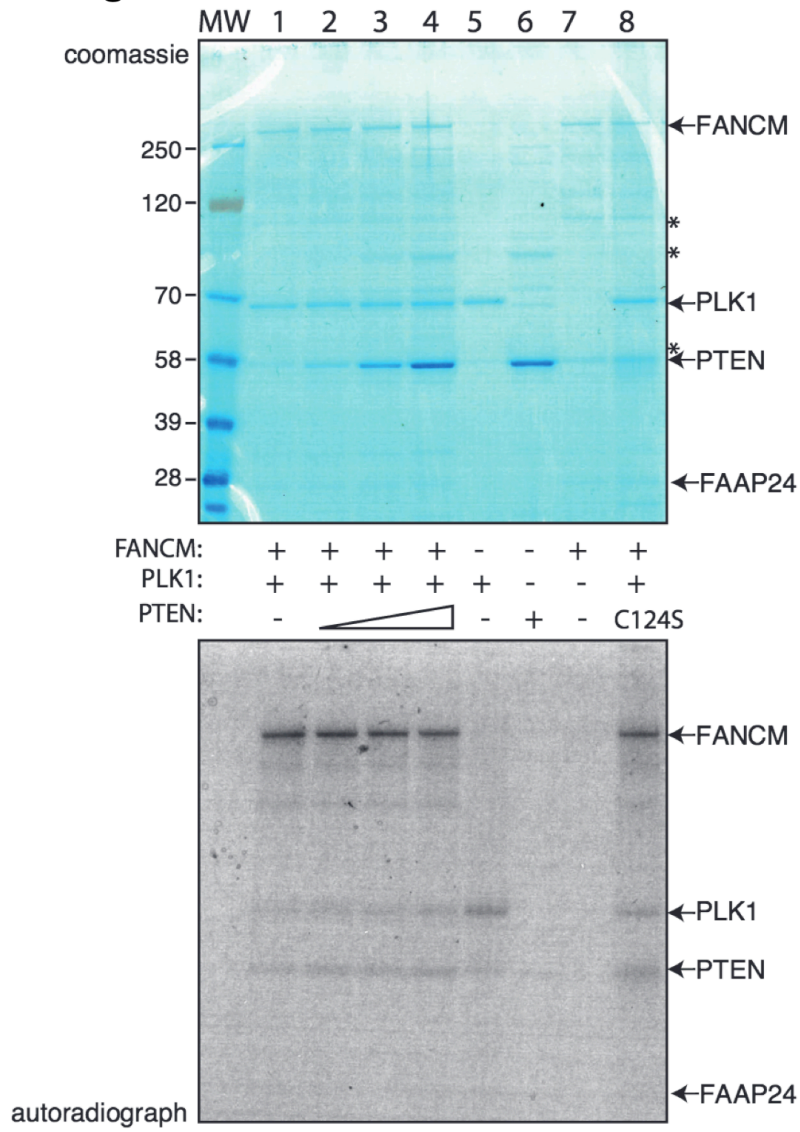 MW 1 2 3 4 5 6 7 8
coomassie
←FANCM
250
120
*
*
70
←PLK1
*
58
←PTEN
39
28
←FAAP24
FANCM: + + + + - - + +
PLK1: + + + + + - - +
PTEN: - - + - C124S
←FANCM
←PLK1
←PTEN
←FAAP24
autoradiograph